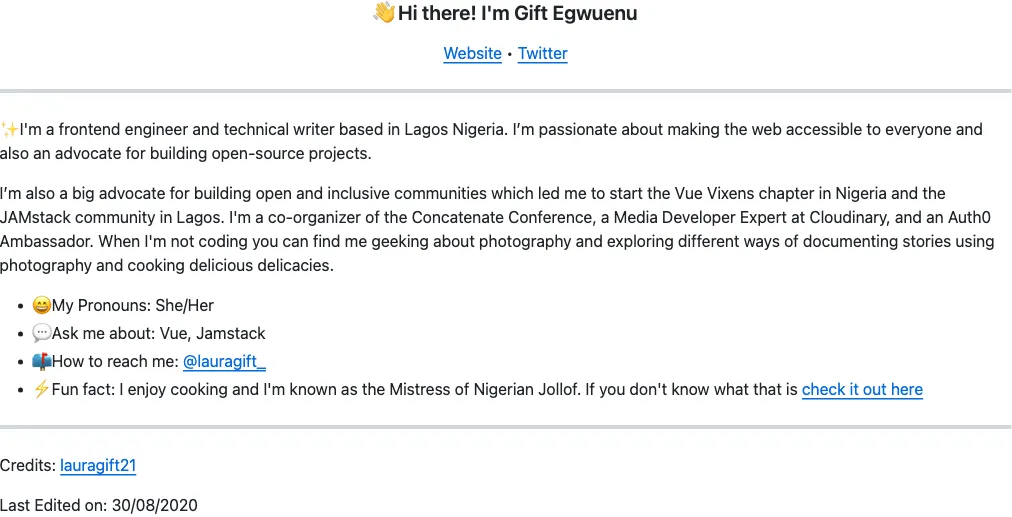 👋Hi there! I'm Gift Egwuenu
Website • Twitter
✨I'm a frontend engineer and technical writer based in Lagos Nigeria. I’m passionate about making the web accessible to everyone and
also an advocate for building open-source projects.
I’m also a big advocate for building open and inclusive communities which led me to start the Vue Vixens chapter in Nigeria and the
JAMstack community in Lagos. I'm a co-organizer of the Concatenate Conference, a Media Developer Expert at Cloudinary, and an Auth0
Ambassador. When I'm not coding you can find me geeking about photography and exploring different ways of documenting stories using
photography and cooking delicious delicacies.
• 😄My Pronouns: She/Her
• 💬Ask me about: Vue, Jamstack
• 📫How to reach me: @lauragift_
• ⚡Fun fact: I enjoy cooking and I'm known as the Mistress of Nigerian Jollof. If you don't know what that is check it out here
Credits: lauragift21
Last Edited on: 30/08/2020